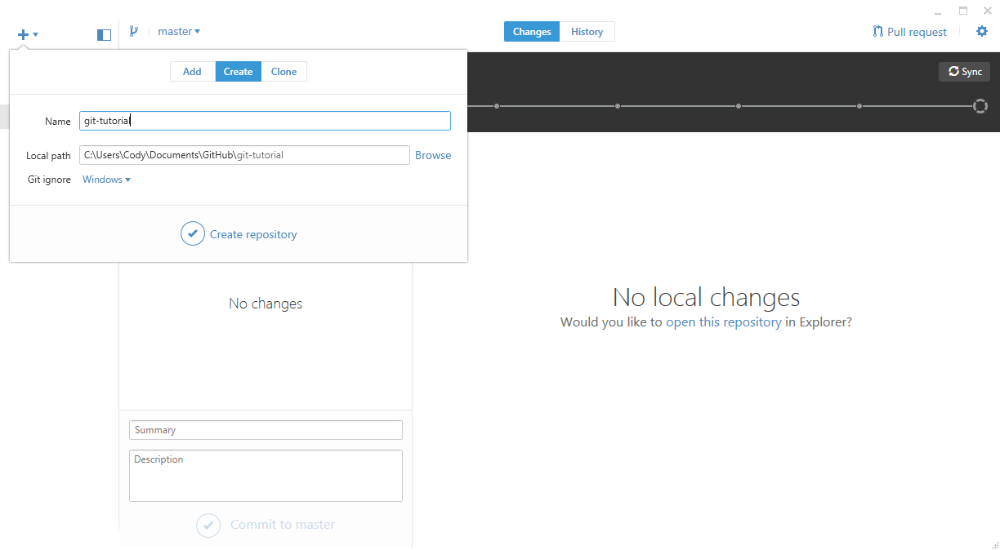 master
Changes History
Pull request
Add Create Clone
Sync
Name git-tutorial
Local path C:\Users\Cody\Documents\GitHub\git-tutorial Browse
Git ignore Windows
Create repository
No changes
No local changes
Would you like to open this repository in Explorer?
Summary
Description
Commit to master